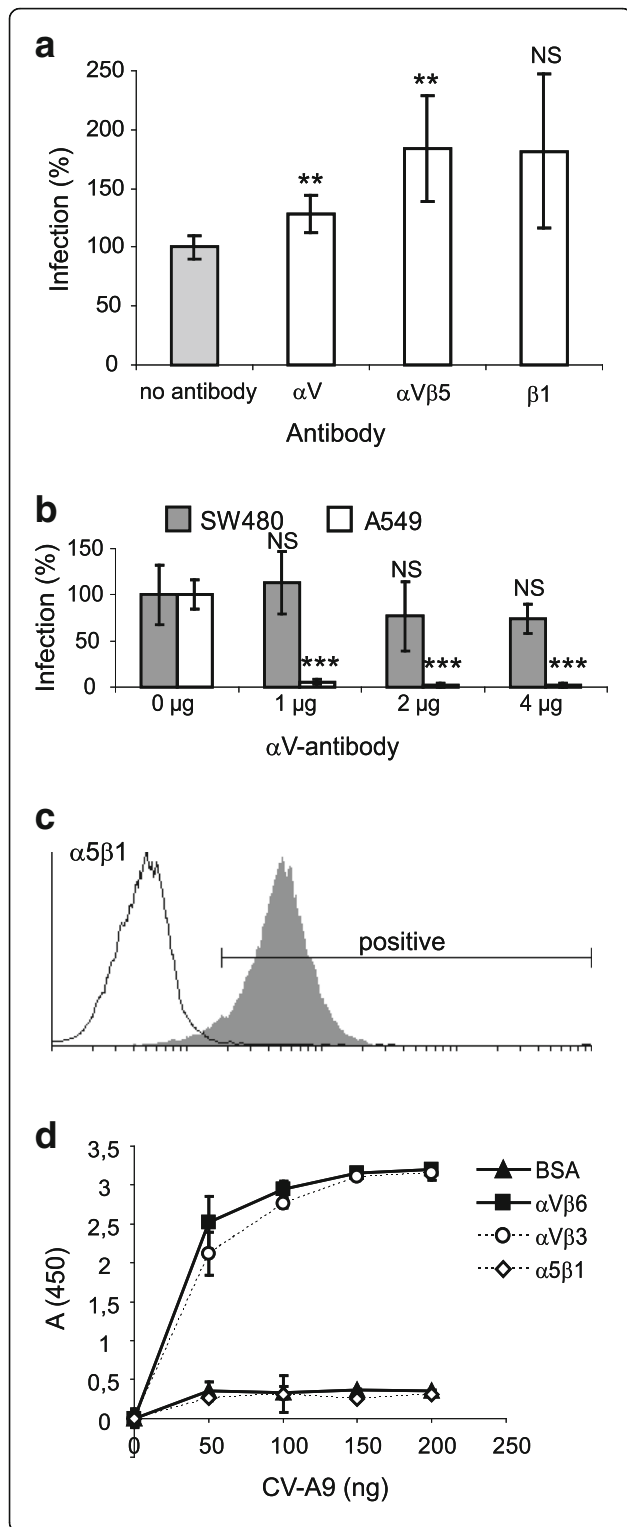 a
250
200
150
100
50
0
Infection (%)
**
**
NS
no antibody αV αVβ5 β1
Antibody
b
SW480 A549
150
100
50
0
Infection (%)
NS
NS
NS
***
***
***
0 µg 1 µg 2 µg 4 µg
αV-antibody
c
α5β1
positive
d
3,5
3
2,5
2
1,5
1
0,5
0
A (450)
BSA
αVβ6
αVβ3
α5β1
0 50 100 150 200 250
CV-A9 (ng)